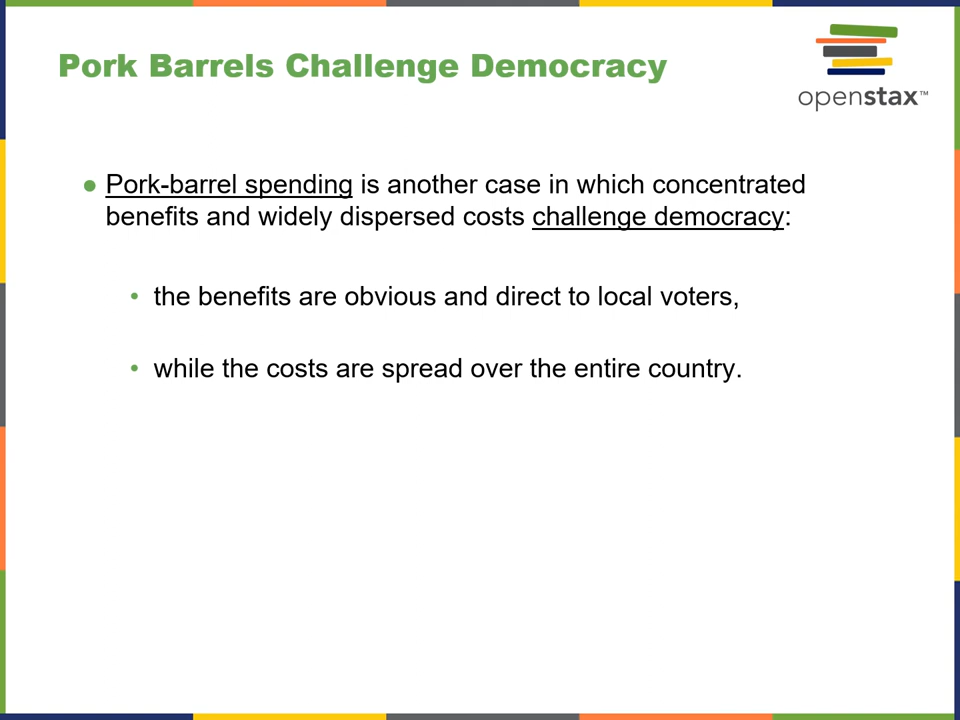 Pork Barrels Challenge Democracy
openstax™
● Pork-barrel spending is another case in which concentrated
benefits and widely dispersed costs challenge democracy:
• the benefits are obvious and direct to local voters,
• while the costs are spread over the entire country.